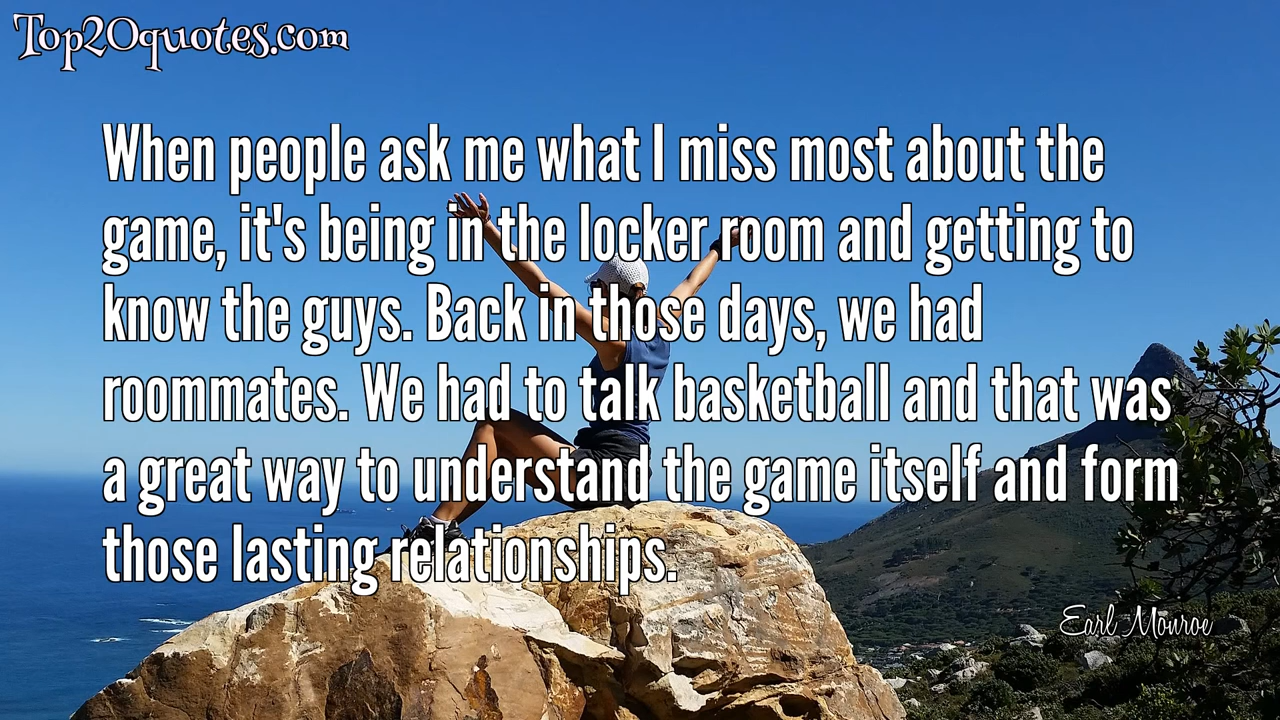 Top20quotes.com
When people ask me what I miss most about the
game, it's being in the locker room and getting to
know the guys. Back in those days, we had
roommates. We had to talk basketball and that was
a great way to understand the game itself and form
those lasting relationships.
Earl Monroe